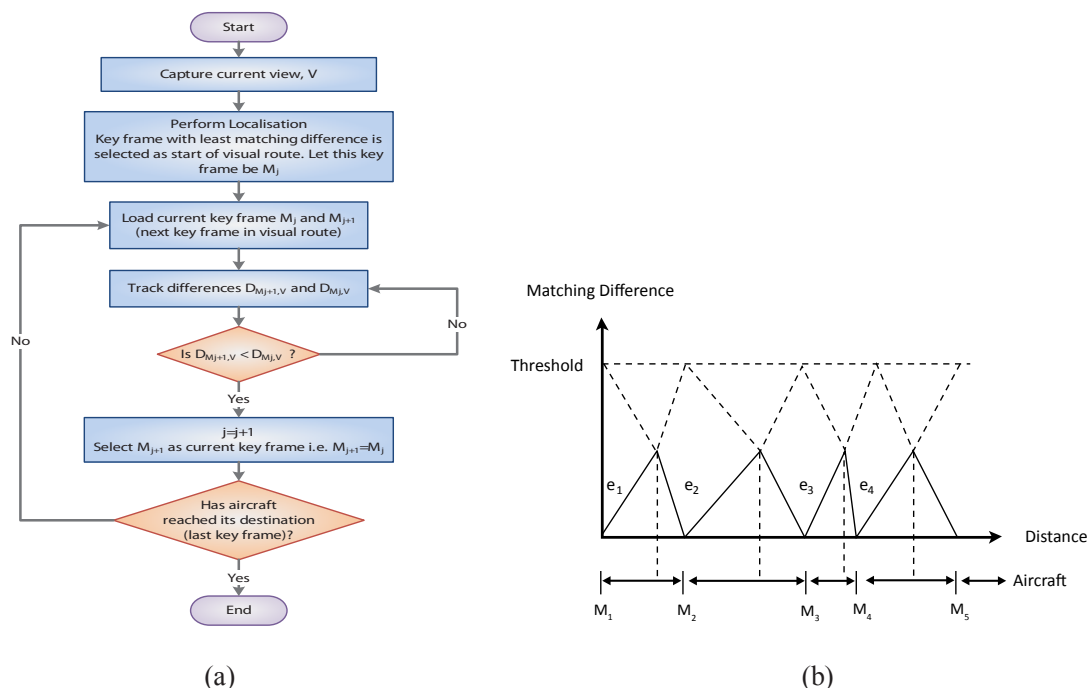 Start
Capture current view, V
Perform Localisation
Key frame with least matching difference is
selected as start of visual route. Let this key
frame be Mj
Load current key frame Mj and Mj+1
(next key frame in visual route)
Track differences DMj+1,V and DMj,V
No
No
Is DMj+1,V < DMj,V ?
Yes
j=j+1
Select Mj+1 as current key frame i.e. Mj+1=Mj
Has aircraft
reached its destination
(last key frame)?
Yes
End
(a)
Matching Difference
Threshold
e1 e2 e3 e4
Distance
Aircraft
M1 M2 M3 M4 M5
(b)